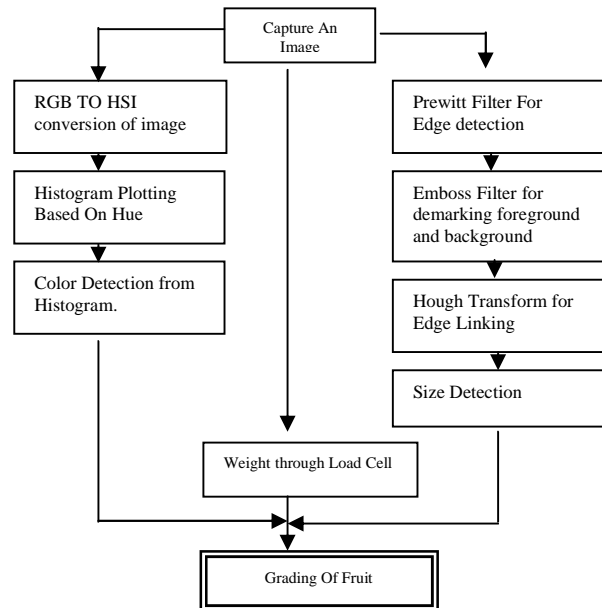 Capture An
Image
RGB TO HSI
conversion of image
Histogram Plotting
Based On Hue
Color Detection from
Histogram.
Prewitt Filter For
Edge detection
Emboss Filter for
demarking foreground
and background
Hough Transform for
Edge Linking
Size Detection
Weight through Load Cell
Grading Of Fruit